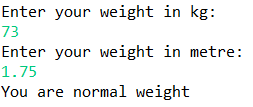 Enter your weight in kg:
73
Enter your weight in metre:
1.75
You are normal weight